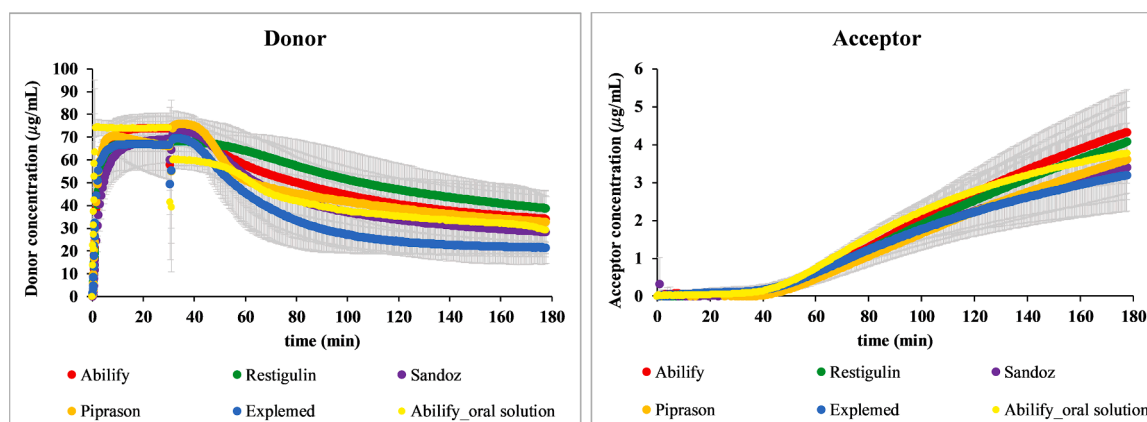 Donor
Donor concentration (µg/mL)
100
90
80
70
60
50
40
30
20
10
0
0 20 40 60 80 100 120 140 160 180
time (min)
Abilify Restigulin Sandoz
Piprason Explemed Abilify_oral solution
Acceptor
Acceptor concentration (µg/mL)
6
5
4
3
2
1
0
0 20 40 60 80 100 120 140 160 180
time (min)
Abilify Restigulin Sandoz
Piprason Explemed Abilify_oral solution